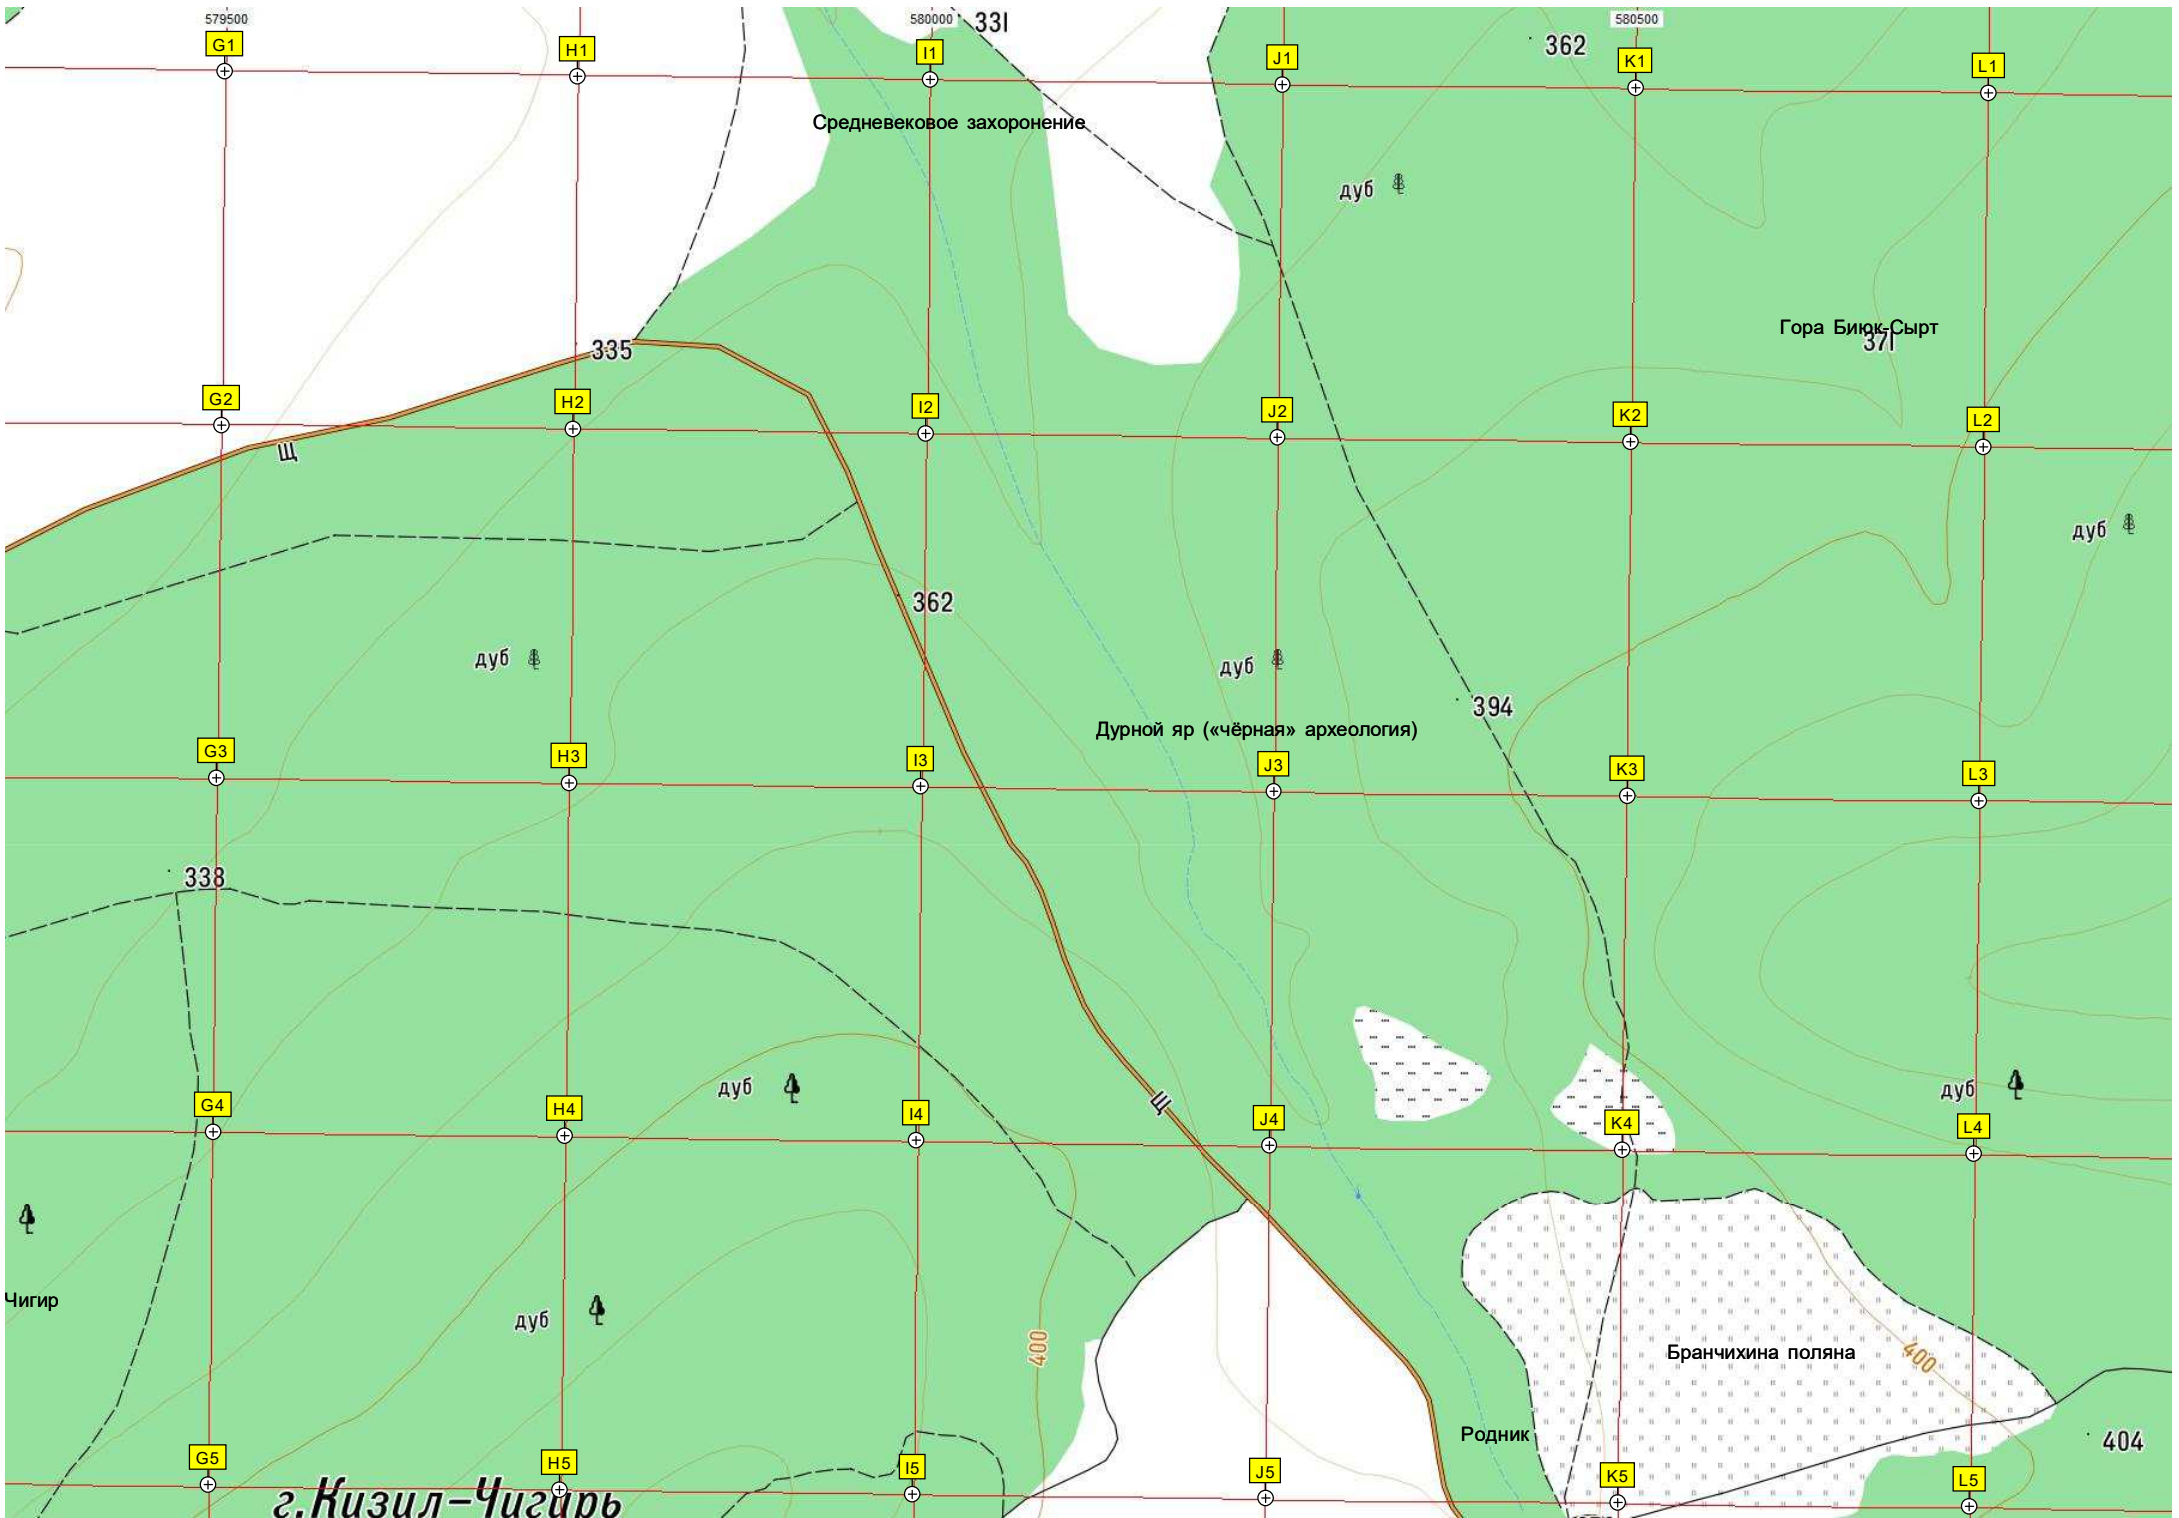 579500
580000
580500
331
362
G1
H1
I1
J1
K1
L1
Средневековое захоронение
дуб
Гора Биюк-Сырт
371
335
G2
H2
I2
J2
K2
L2
Щ
дуб
362
дуб
дуб
394
Дурной яр («чёрная» археология)
G3
H3
I3
J3
K3
L3
338
дуб
дуб
Щ
G4
H4
I4
J4
K4
L4
Чигир
дуб
400
Бранчихина поляна
400
Родник
404
G5
H5
I5
J5
K5
L5
г.Кизил-Чигирь